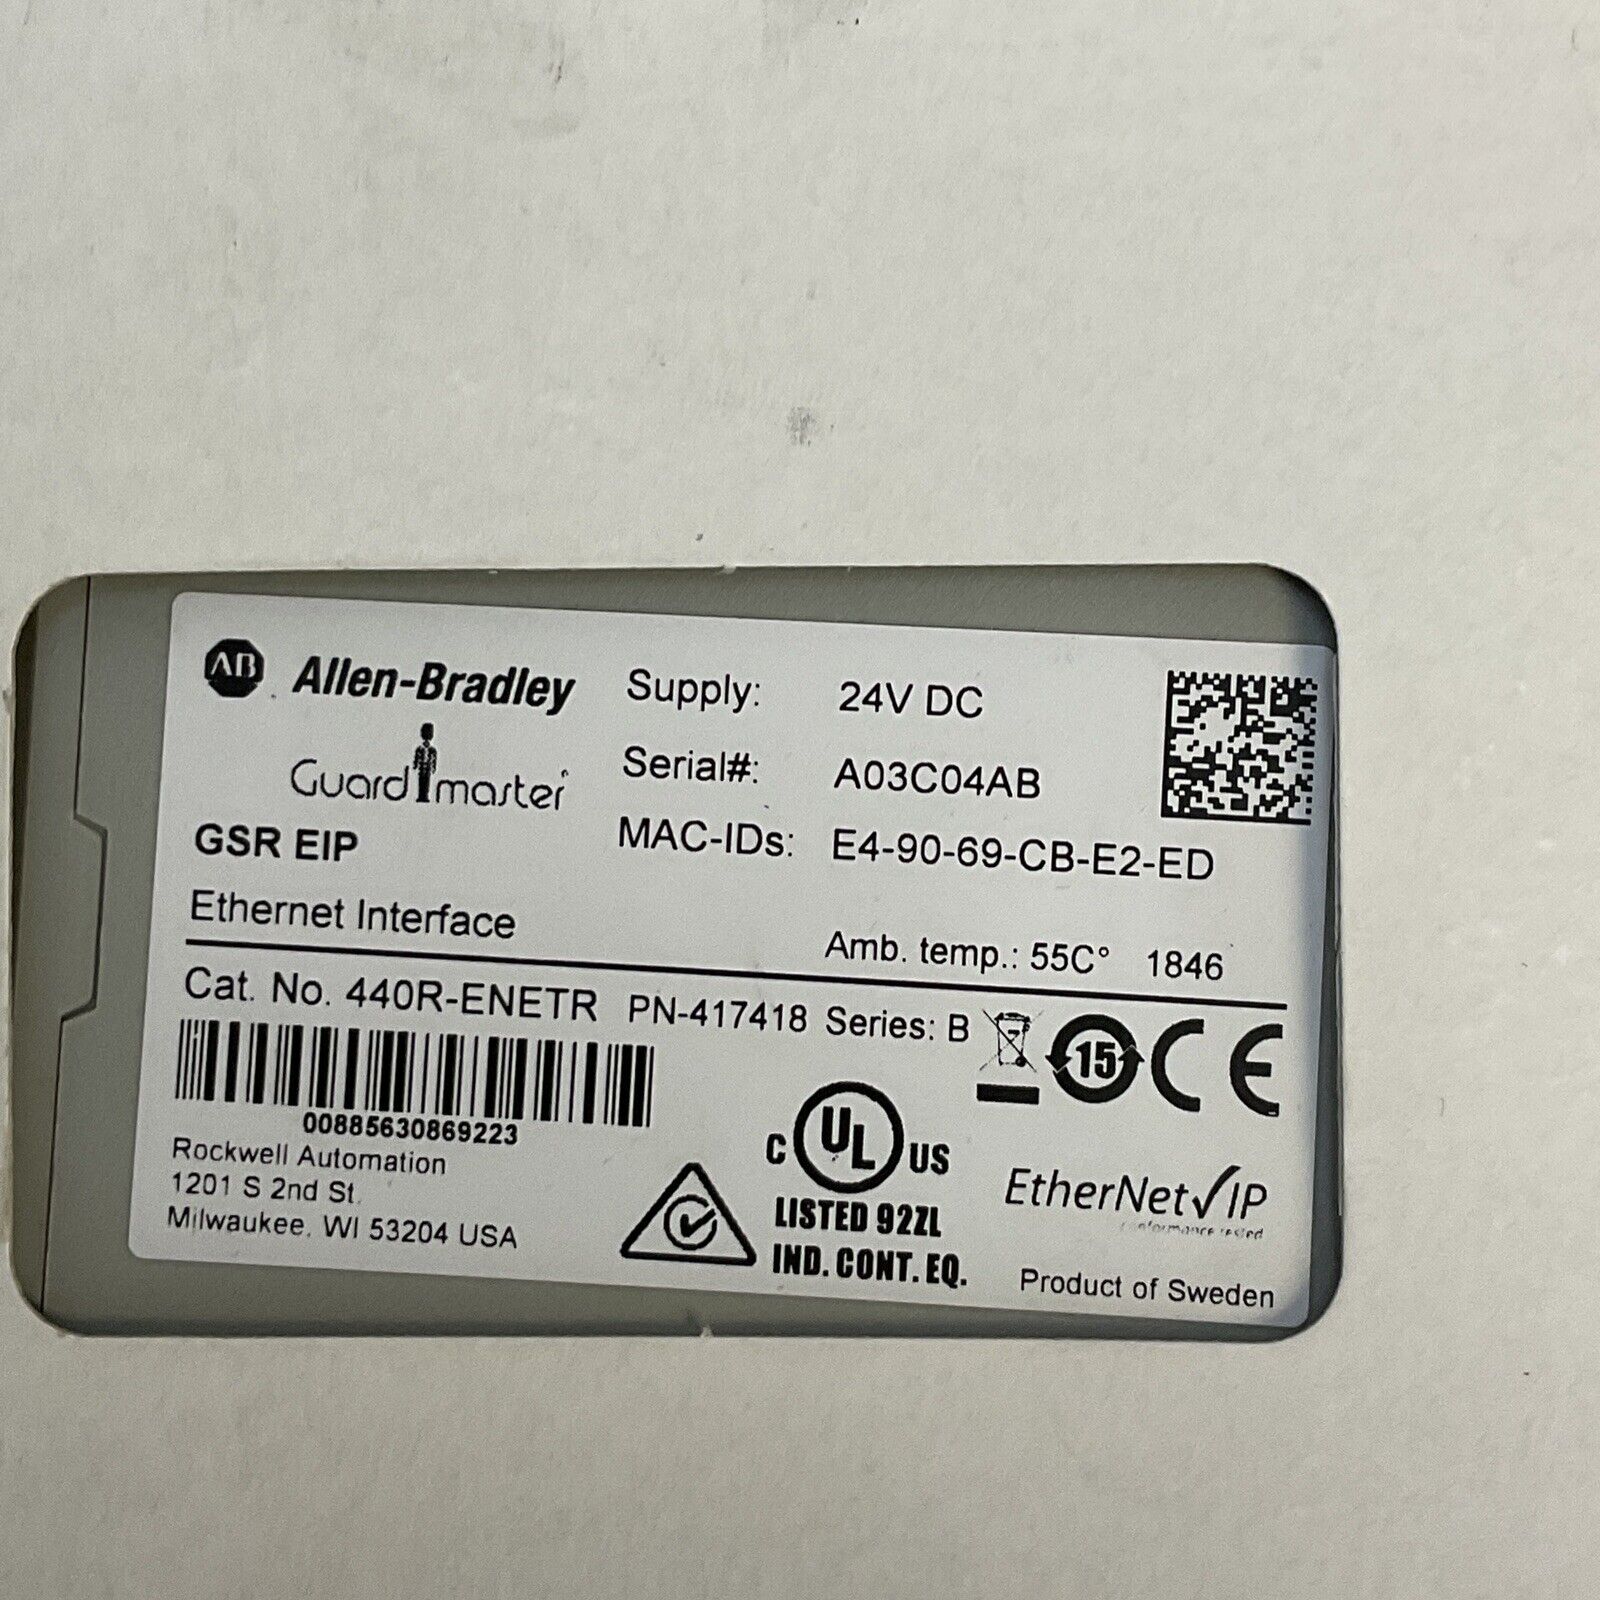 AB Allen-Bradley
Guardmaster
GSR EIP
Ethernet Interface
Supply: 24V DC
Serial#: A03C04AB
MAC-IDs: E4-90-69-CB-E2-ED
Amb. temp.: 55C° 1846
Cat. No. 440R-ENETR PN-417418 Series: B
15 CE
00885630869223
Rockwell Automation
1201 S 2nd St.
Milwaukee, WI 53204 USA
C UL US
LISTED 92ZL
IND. CONT. EQ.
EtherNet/IP
conformance tested
Product of Sweden